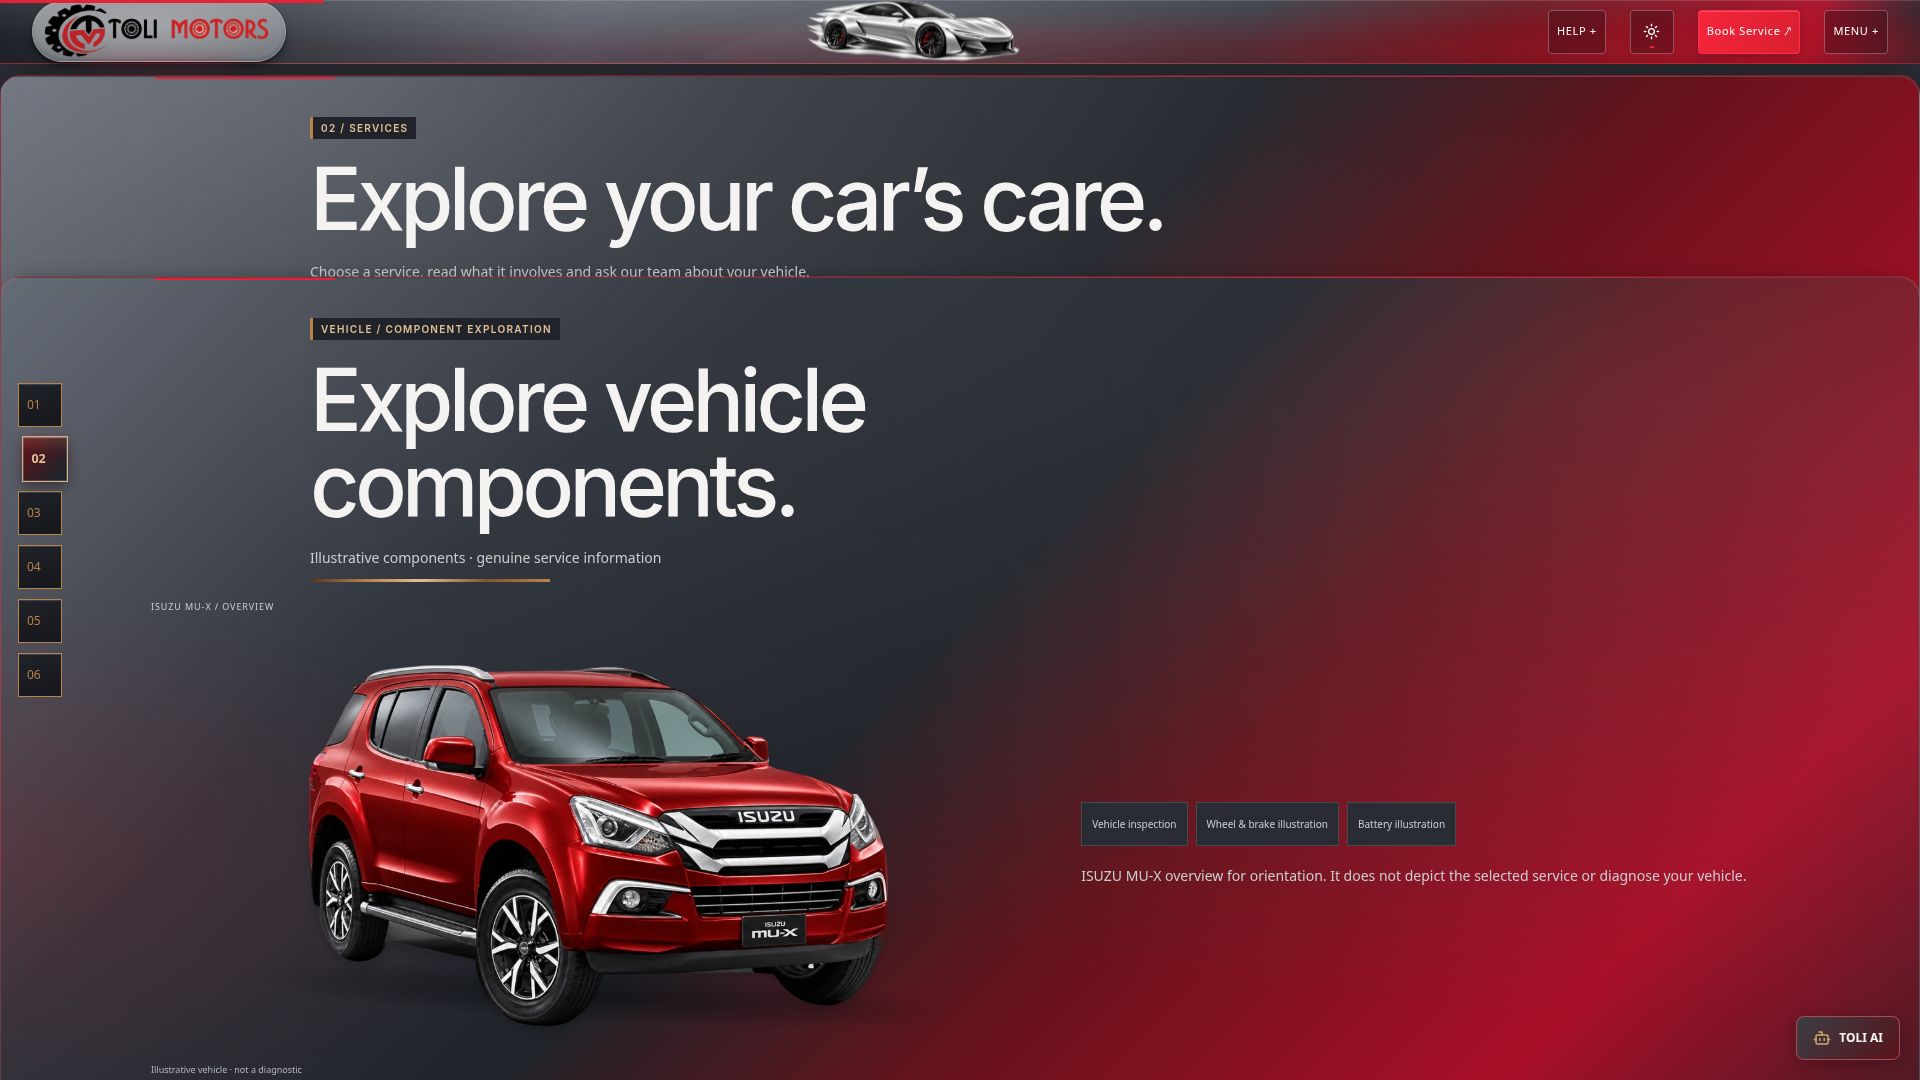 TOLI MOTORS
HELP +
Book Service ↗
MENU +
02 / SERVICES
Explore your car’s care.
Choose a service, read what it involves and ask our team about your vehicle.
VEHICLE / COMPONENT EXPLORATION
Explore vehicle
components.
Illustrative components · genuine service information
ISUZU MU-X / OVERVIEW
01
02
03
04
05
06
ISUZU
ISUZU
mu-X
Vehicle inspection
Wheel & brake illustration
Battery illustration
ISUZU MU-X overview for orientation. It does not depict the selected service or diagnose your vehicle.
TOLI AI
Illustrative vehicle · not a diagnostic